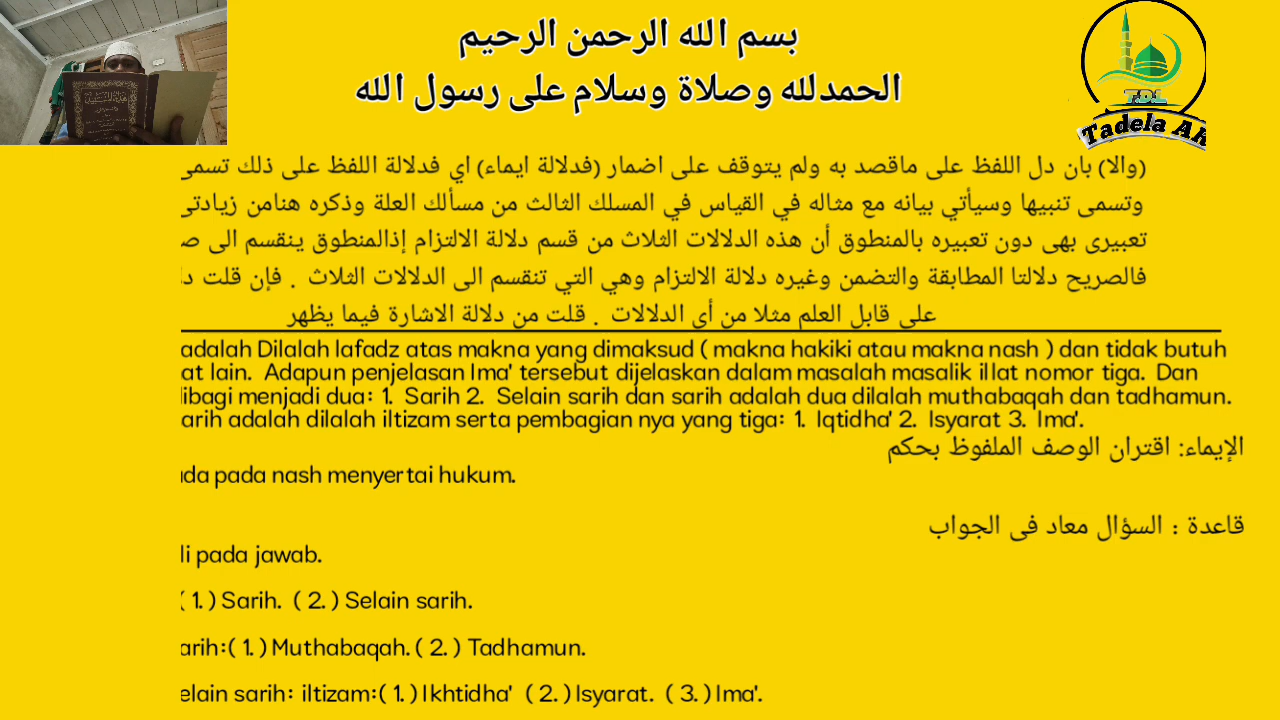 بسم الله الرحمن الرحيم
الحمدلله وصلاة وسلام على رسول الله
T.D.L
Tadela Ak
(والا) بان دل اللفظ على ماقصد به ولم يتوقف على اضمار (فدلالة ايماء) اي فدلالة اللفظ على ذلك تسمى
وتسمى تنبيها وسيأتي بيانه مع مثاله في القياس في المسلك الثالث من مسألك العلة وذكره هنامن زيادتى
تعبيرى بهى دون تعبيره بالمنطوق أن هذه الدلالات الثلاث من قسم دلالة الالتزام إذالمنطوق ينقسم الى
فالصريح دلالتا المطابقة والتضمن وغيره دلالة الالتزام وهي التي تنقسم الى الدلالات الثلاث . فإن قلت
على قابل العلم مثلا من أي الدلالات . قلت من دلالة الاشارة فيما يظهر
adalah Dilalah lafadz atas makna yang dimaksud ( makna hakiki atau makna nash ) dan tidak butuh
at lain. Adapun penjelasan Ima' tersebut dijelaskan dalam masalah masalik illat nomor tiga. Dan
dibagi menjadi dua: 1. Sarih 2. Selain sarih dan sarih adalah dua dilalah muthabaqah dan tadhamun.
arih adalah dilalah iltizam serta pembagian nya yang tiga: 1. Iqtidha' 2. Isyarat 3. Ima'.
الإيماء: اقتران الوصف الملفوظ بحكم
ada pada nash menyertai hukum.
قاعدة : السؤال معاد فى الجواب
li pada jawab.
( 1. ) Sarih. ( 2. ) Selain sarih.
arih:( 1. ) Muthabaqah. ( 2. ) Tadhamun.
elain sarih: iltizam:( 1. ) Ikhtidha' ( 2. ) Isyarat. ( 3. ) Ima'.